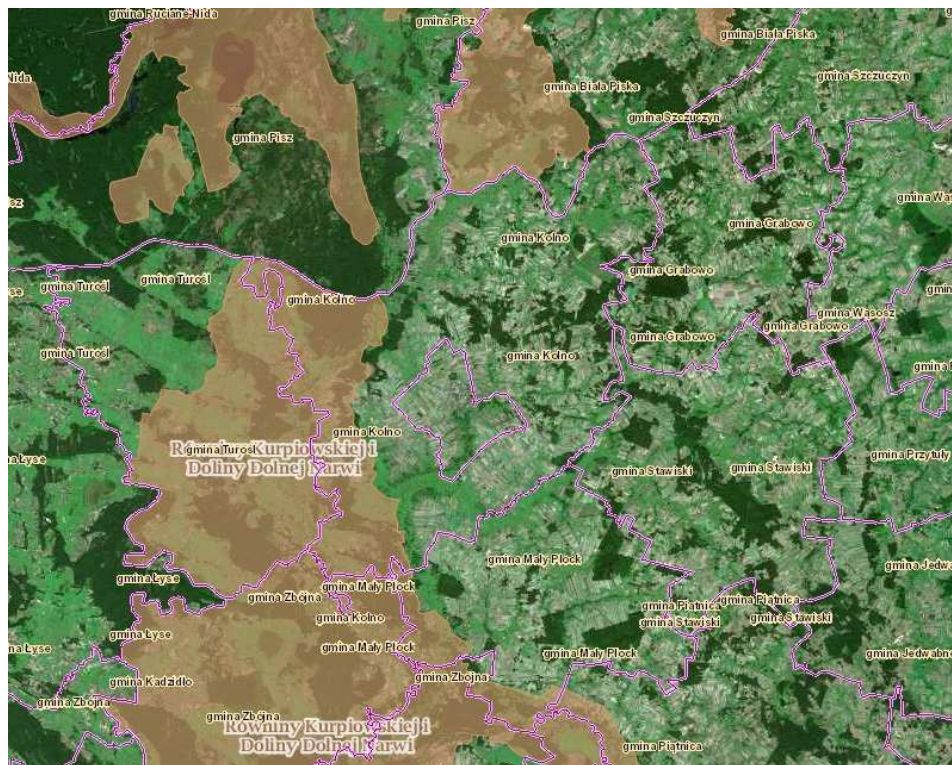 gmina Ruciane-Nida
gmina Pisz
gmina Biała Piska
Nida
gmina Szczuczyn
gmina Biała Piska
gmina Szczuczyn
gmina Pisz
gmina Grabowo
gmina Kolno
gmina Turośl
gmina Grabowo
gmina Turośl
gmina Kolno
gmina Wąsosz
gmina Grabowo
gmina Grabowo
gmina Turośl
gmina Kolno
gmina Kolno
gmina Turośl
Równiny Kurpiowskiej i
Doliny Dolnej Narwi
gmina Przytuły
gmina Łyse
gmina Stawiski
gmina Stawiski
gmina Mały Płock
gmina Łyse
gmina Mały Płock
gmina Zbójna
gmina Piątnica
gmina Piątnica
gmina Kolno
gmina Stawiski
gmina Stawiski
gmina Łyse
gmina Mały Płock
gmina Mały Płock
gmina Kadzidło
gmina Zbójna
gmina Zbójna
gmina Zbójna
Równiny Kurpiowskiej i
Doliny Dolnej Narwi
gmina Piątnica